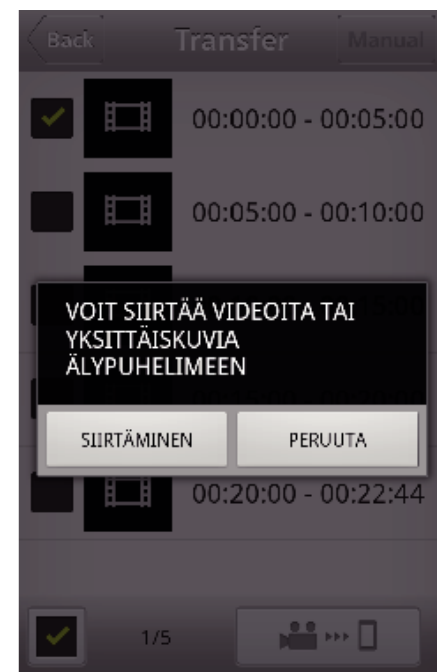 Back Transfer Manual
00:00:00 - 00:05:00
00:05:00 - 00:10:00
VOIT SIIRTÄÄ VIDEOITA TAI
YKSITTÄISKUVIA
ÄLYPUHELIMEEN
SIIRTÄMINEN PERUUTA
00:20:00 - 00:22:44
1/5